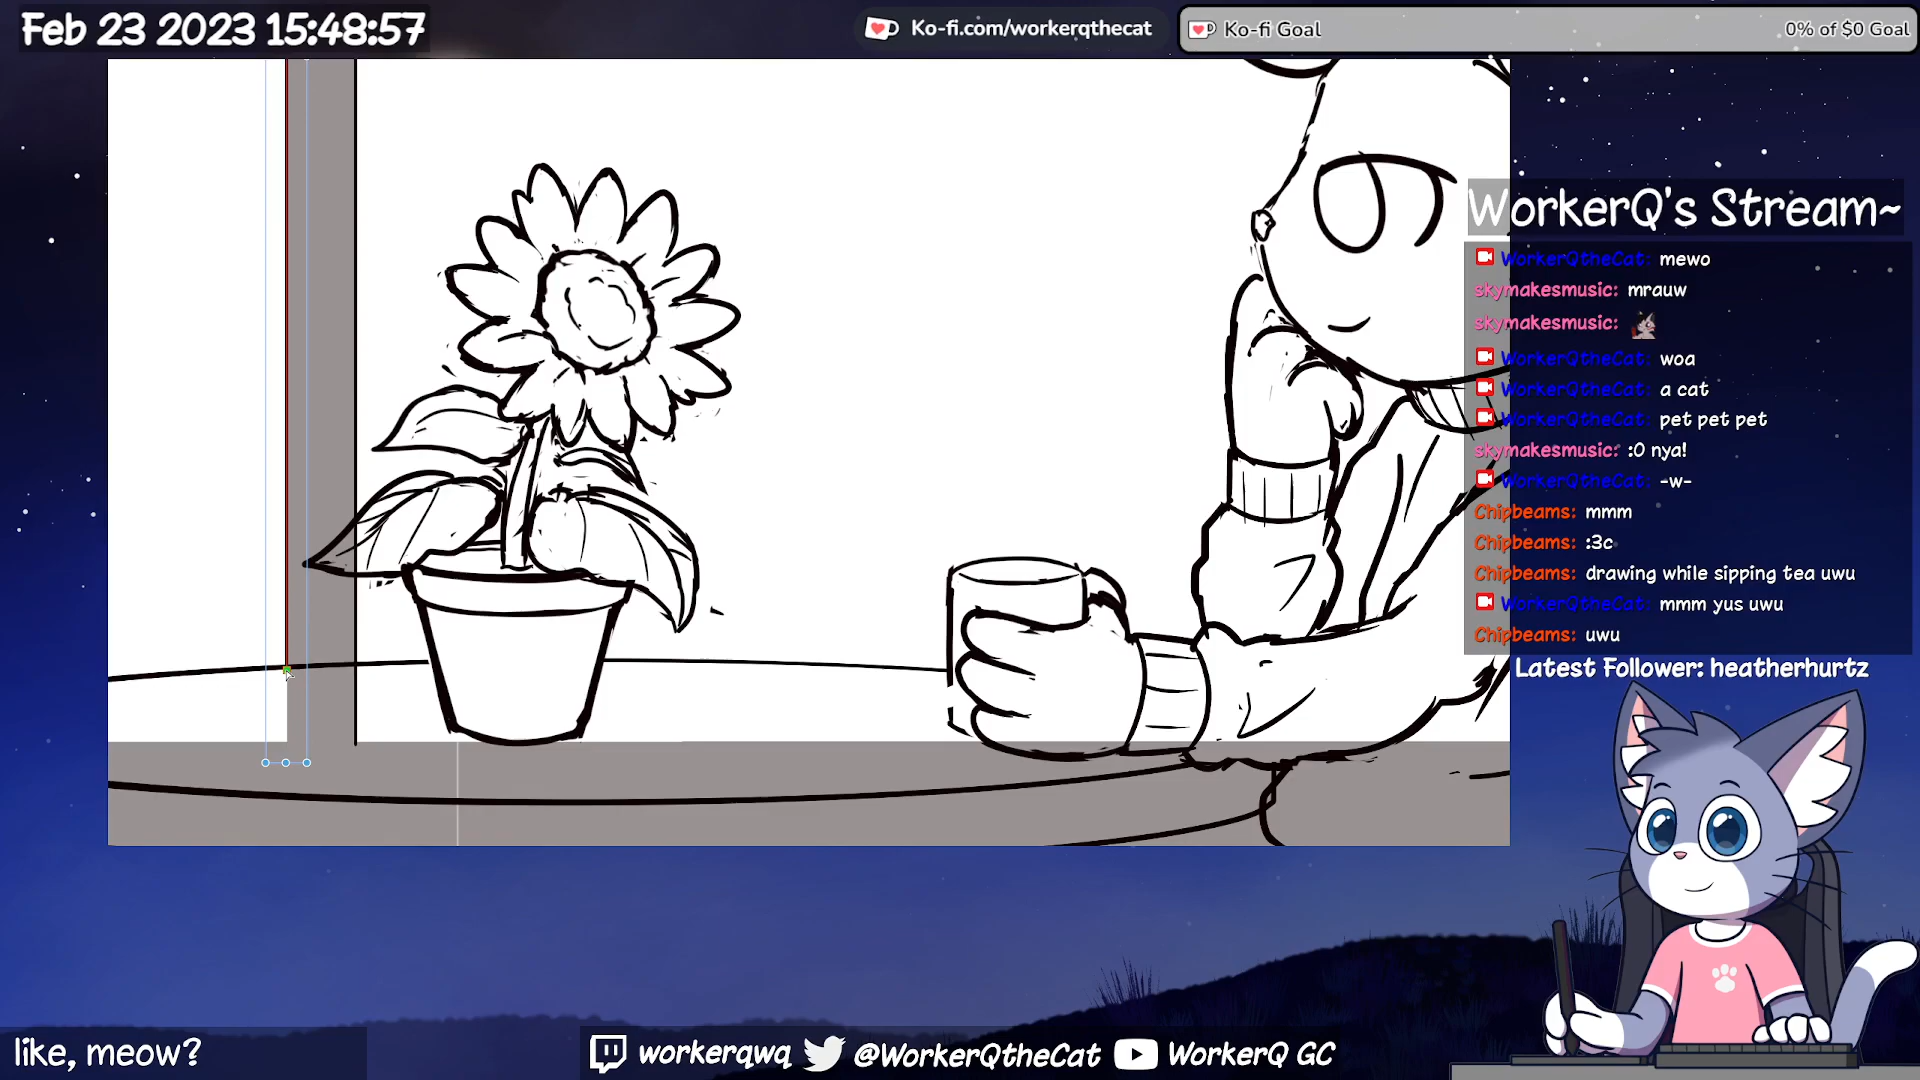 Feb 23 2023 15:48:57
Ko-fi.com/workerqthecat
Ko-fi Goal
0% of $0 Goal
WorkerQ's Stream~
WorkerQtheCat: mewo
skymakesmusic: mrauw
skymakesmusic:
WorkerQtheCat: woa
WorkerQtheCat: a cat
WorkerQtheCat: pet pet pet
skymakesmusic: :O nya!
WorkerQtheCat: -w-
Chipbeams: mmm
Chipbeams: :3c
Chipbeams: drawing while sipping tea uwu
WorkerQtheCat: mmm yus uwu
Chipbeams: uwu
Latest Follower: heatherhurtz
like, meow?
workerqwq
@WorkerQtheCat
WorkerQ GC